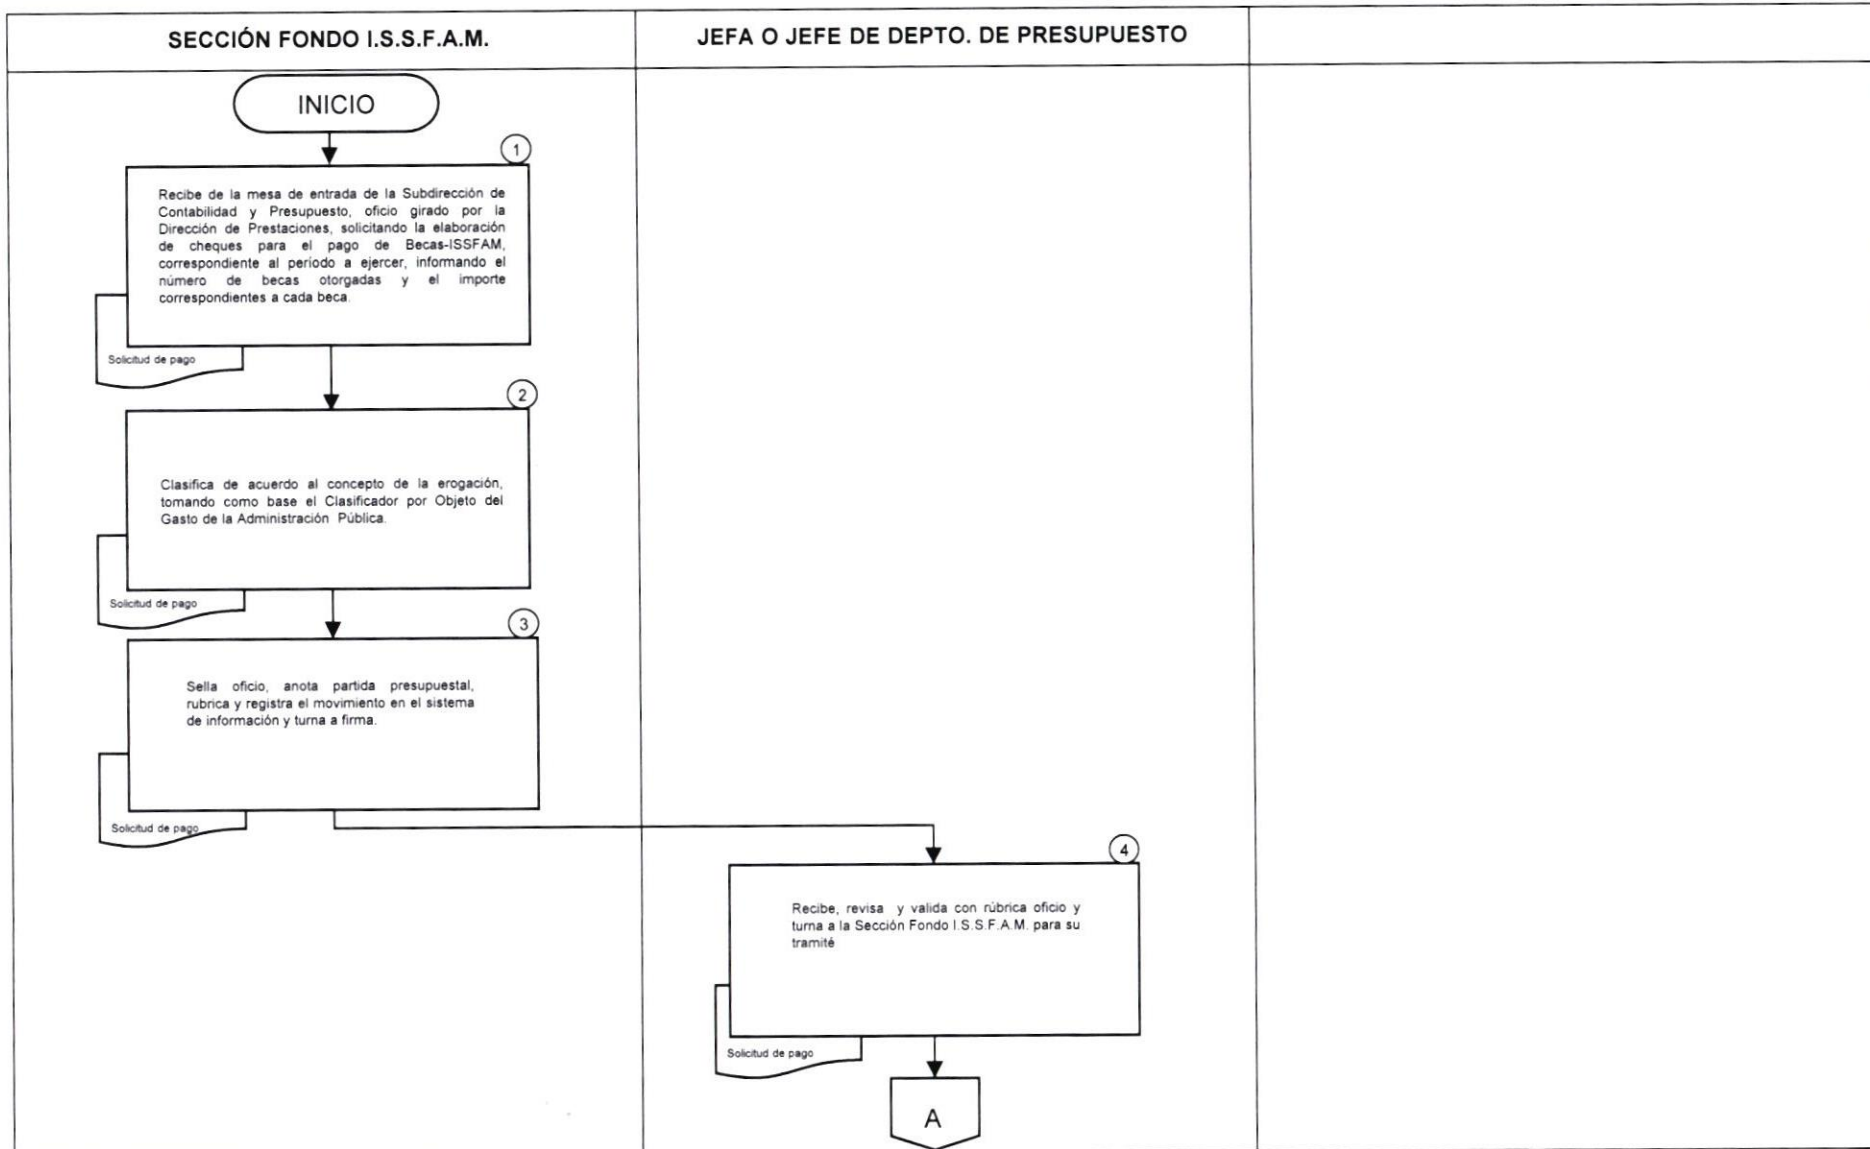 SECCIÓN FONDO I.S.S.F.A.M.
JEFA O JEFE DE DEPTO. DE PRESUPUESTO
INICIO
1
Recibe de la mesa de entrada de la Subdirección de
Contabilidad y Presupuesto, oficio girado por la
Dirección de Prestaciones, solicitando la elaboración
de cheques para el pago de Becas-ISSFAM,
correspondiente al período a ejercer, informando el
número de becas otorgadas y el importe
correspondientes a cada beca.
Solicitud de pago
2
Clasifica de acuerdo al concepto de la erogación,
tomando como base el Clasificador por Objeto del
Gasto de la Administración Pública.
Solicitud de pago
3
Sella oficio, anota partida presupuestal,
rubrica y registra el movimiento en el sistema
de información y turna a firma.
Solicitud de pago
4
Recibe, revisa y valida con rúbrica oficio y
turna a la Sección Fondo I.S.S.F.A.M. para su
tramité
Solicitud de pago
A